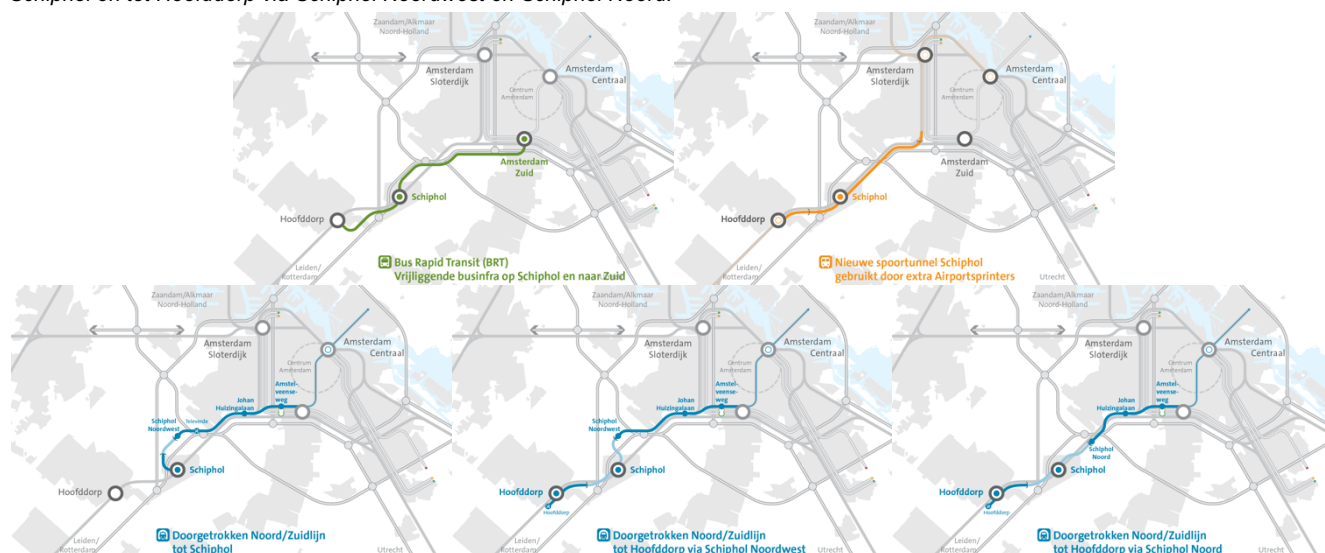 Schiphol en tot Hoofddorp via Schiphol Noordwest en Schiphol Noord.
Zaandam/Alkmaar
Noord-Holland
Amsterdam
Sloterdijk
Amsterdam
Centraal
Centrum
Amsterdam
Amsterdam
Zuid
Schiphol
Hoofddorp
Leiden/
Rotterdam
Bus Rapid Transit (BRT)
Vrijliggende businfra op Schiphol en naar Zuid
Zaandam/Alkmaar
Noord-Holland
Amsterdam
Sloterdijk
Amsterdam
Centraal
Centrum
Amsterdam
Amsterdam
Zuid
Schiphol
Hoofddorp
Leiden/
Rotterdam
Utrecht
Nieuwe spoortunnel Schiphol
gebruikt door extra Airportsprinters
Zaandam/Alkmaar
Noord-Holland
Amsterdam
Sloterdijk
Amsterdam
Centraal
Centrum
Amsterdam
Amstel-
veense-
weg
Johan
Huizingalaan
Schiphol
Noordwest
Schiphol
Hoofddorp
Leiden/
Rotterdam
Utrecht
Doorgetrokken Noord/Zuidlijn
tot Schiphol
Zaandam/Alkmaar
Noord-Holland
Amsterdam
Sloterdijk
Amsterdam
Centraal
Centrum
Amsterdam
Amstel-
veense-
weg
Johan
Huizingalaan
Schiphol
Noordwest
Schiphol
Hoofddorp
Hoofddorp
Leiden/
Rotterdam
Utrecht
Doorgetrokken Noord/Zuidlijn
tot Hoofddorp via Schiphol Noordwest
Zaandam/Alkmaar
Noord-Holland
Amsterdam
Sloterdijk
Amsterdam
Centraal
Centrum
Amsterdam
Amstel-
veense-
weg
Johan
Huizingalaan
Schiphol
Noord
Schiphol
Hoofddorp
Hoofddorp
Leiden/
Rotterdam
Utrecht
Doorgetrokken Noord/Zuidlijn
tot Hoofddorp via Schiphol Noord